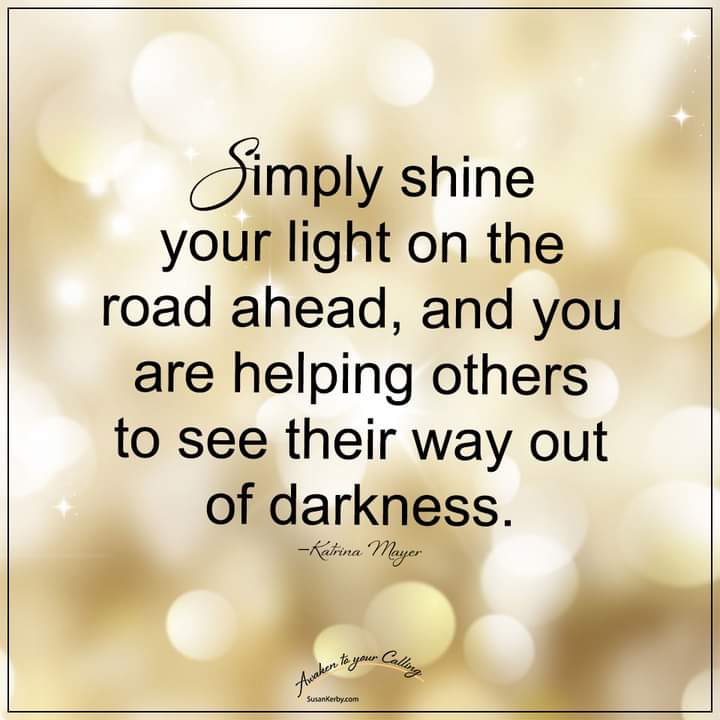 Simply shine
your light on the
road ahead, and you
are helping others
to see their way out
of darkness.
–Katrina Mayer
Awaken to your Calling
SusanKerby.com